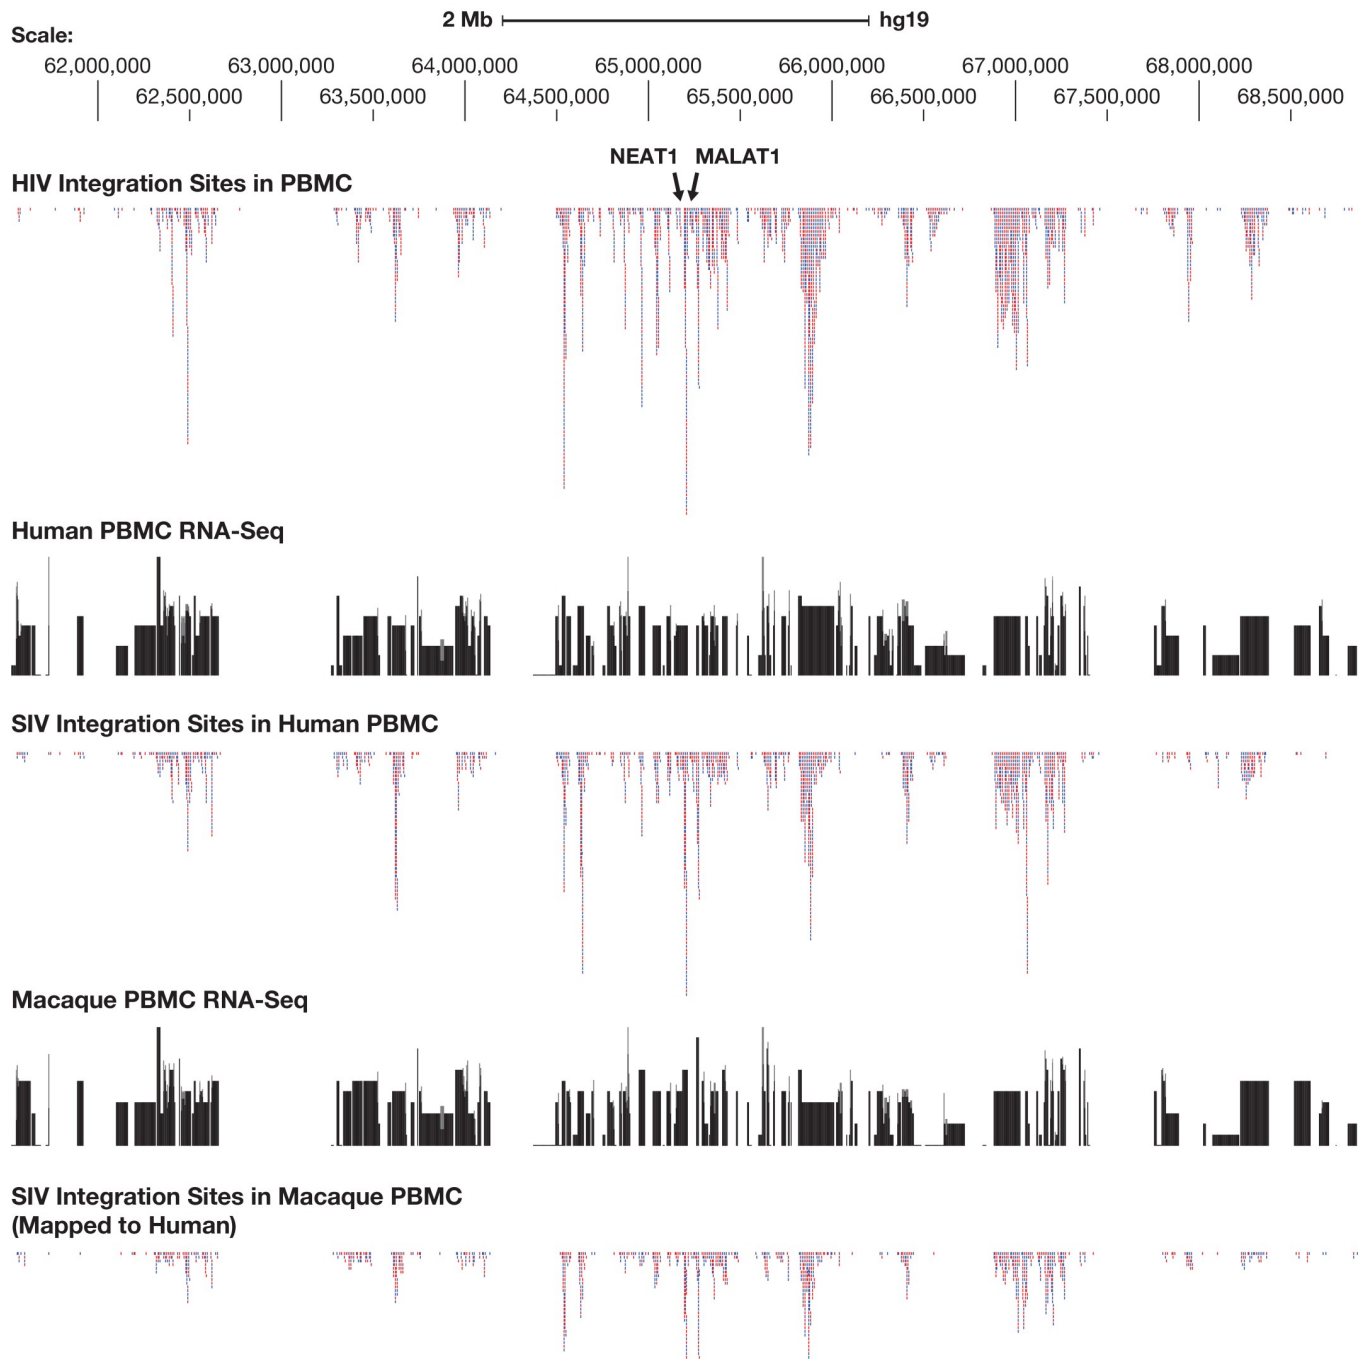 2 Mb hg19
Scale:
62,000,000 63,000,000 64,000,000 65,000,000 66,000,000 67,000,000 68,000,000
62,500,000 63,500,000 64,500,000 65,500,000 66,500,000 67,500,000 68,500,000
NEAT1 MALAT1
HIV Integration Sites in PBMC
Human PBMC RNA-Seq
SIV Integration Sites in Human PBMC
Macaque PBMC RNA-Seq
SIV Integration Sites in Macaque PBMC
(Mapped to Human)